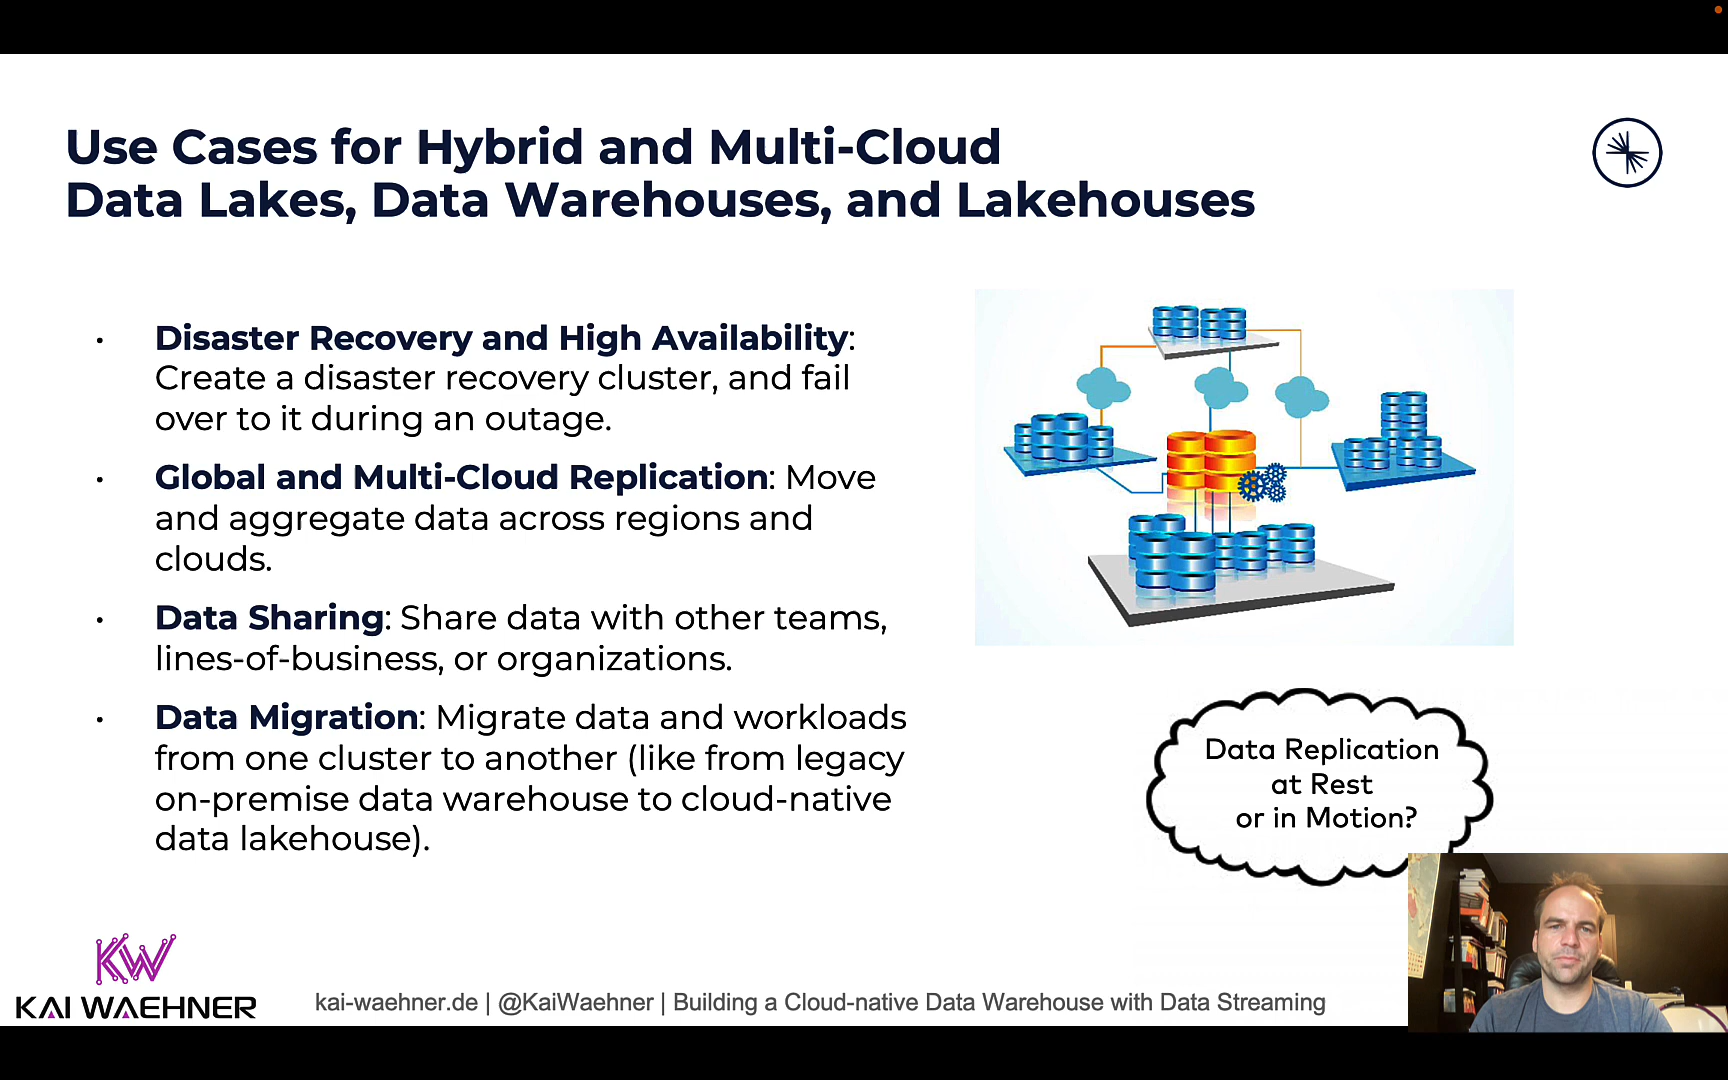 Use Cases for Hybrid and Multi-Cloud
Data Lakes, Data Warehouses, and Lakehouses
• Disaster Recovery and High Availability:
Create a disaster recovery cluster, and fail
over to it during an outage.
• Global and Multi-Cloud Replication: Move
and aggregate data across regions and
clouds.
• Data Sharing: Share data with other teams,
lines-of-business, or organizations.
• Data Migration: Migrate data and workloads
from one cluster to another (like from legacy
on-premise data warehouse to cloud-native
data lakehouse).
Data Replication
at Rest
or in Motion?
KW
KAI WAEHNER
kai-waehner.de | @KaiWaehner | Building a Cloud-native Data Warehouse with Data Streaming